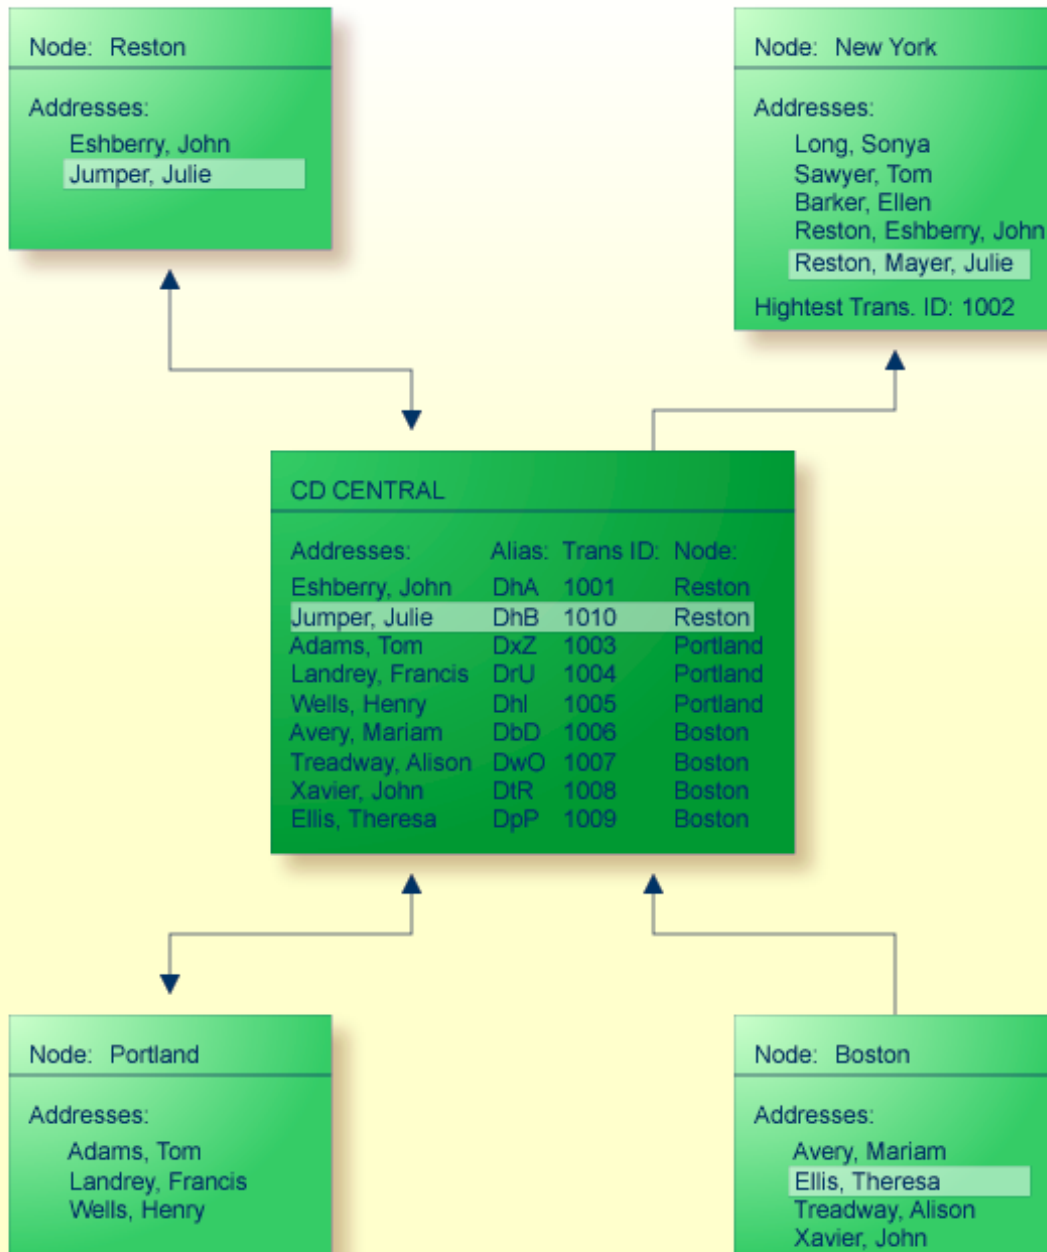 Node: Reston
Addresses:
Eshberry, John
Jumper, Julie
Node: New York
Addresses:
Long, Sonya
Sawyer, Tom
Barker, Ellen
Reston, Eshberry, John
Reston, Mayer, Julie
Hightest Trans. ID: 1002
CD CENTRAL
Addresses: Alias: Trans ID: Node:
Eshberry, John DhA 1001 Reston
Jumper, Julie DhB 1010 Reston
Adams, Tom DxZ 1003 Portland
Landrey, Francis DrU 1004 Portland
Wells, Henry Dhl 1005 Portland
Avery, Mariam DbD 1006 Boston
Treadway, Alison DwO 1007 Boston
Xavier, John DtR 1008 Boston
Ellis, Theresa DpP 1009 Boston
Node: Portland
Addresses:
Adams, Tom
Landrey, Francis
Wells, Henry
Node: Boston
Addresses:
Avery, Mariam
Ellis, Theresa
Treadway, Alison
Xavier, John